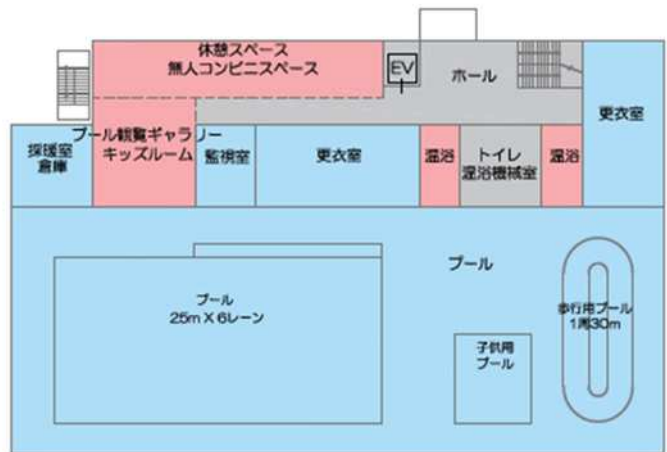 休憩スペース
無人コンビニスペース
EV
ホール
更衣室
プール観覧ギャラリー
キッズルーム
採暖室
倉庫
監視室
更衣室
温浴
トイレ
温浴機械室
温浴
プール
プール
25m X 6レーン
歩行用プール
1周30m
子供用
プール